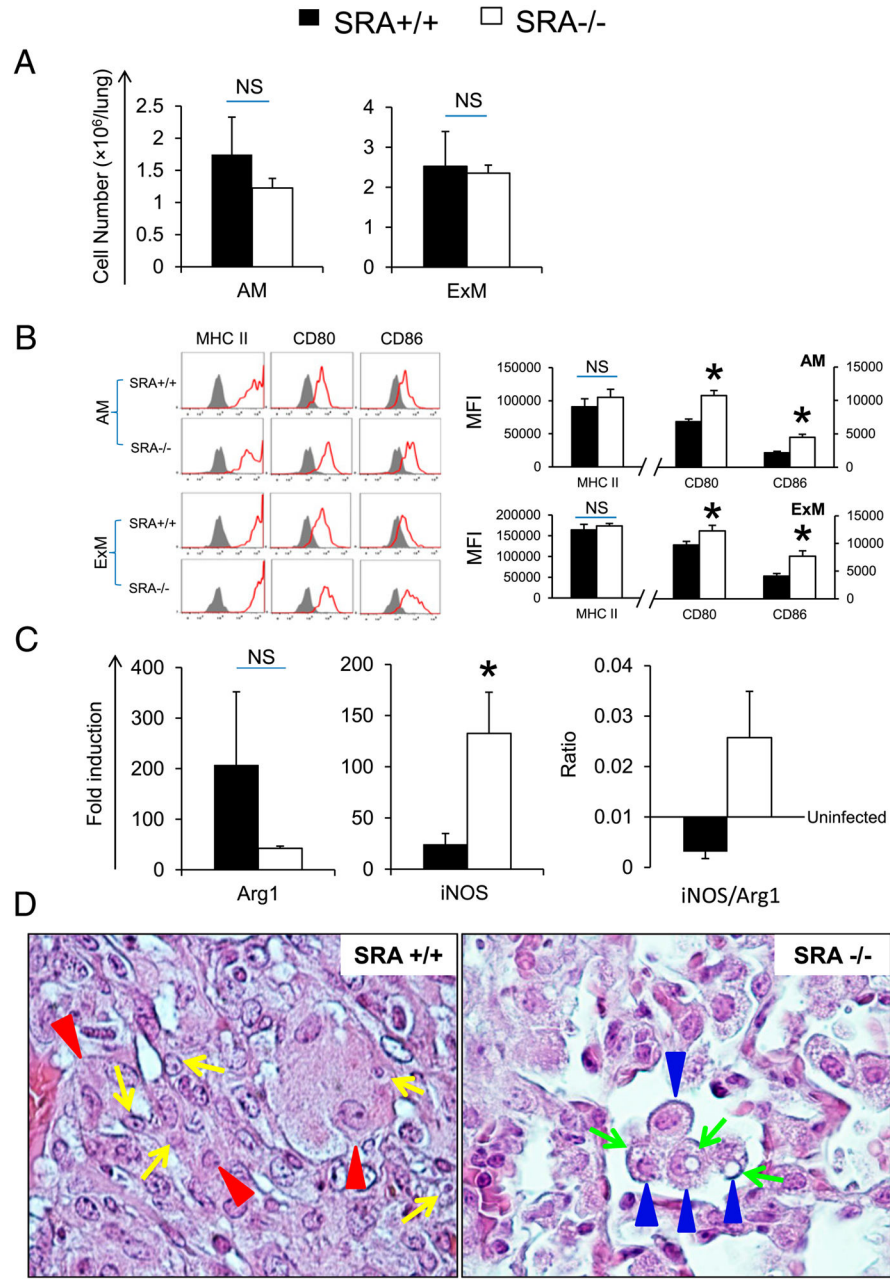 SRA+/+ SRA-/-
A
Cell Number (×10⁶/lung)
NS
2.5
2
1.5
1
0.5
0
AM
NS
4
3
2
1
0
ExM
B
MHC II CD80 CD86
AM
SRA+/+
SRA-/-
ExM
SRA+/+
SRA-/-
MFI
150000
100000
50000
0
NS
*
*
AM
15000
10000
5000
0
MHC II CD80 CD86
MFI
200000
150000
100000
50000
0
NS
*
*
ExM
15000
10000
5000
0
MHC II CD80 CD86
C
Fold induction
NS
400
300
200
100
0
Arg1
*
200
150
100
50
0
iNOS
Ratio
0.04
0.03
0.02
0.01
0
Uninfected
iNOS/Arg1
D
SRA +/+
SRA -/-